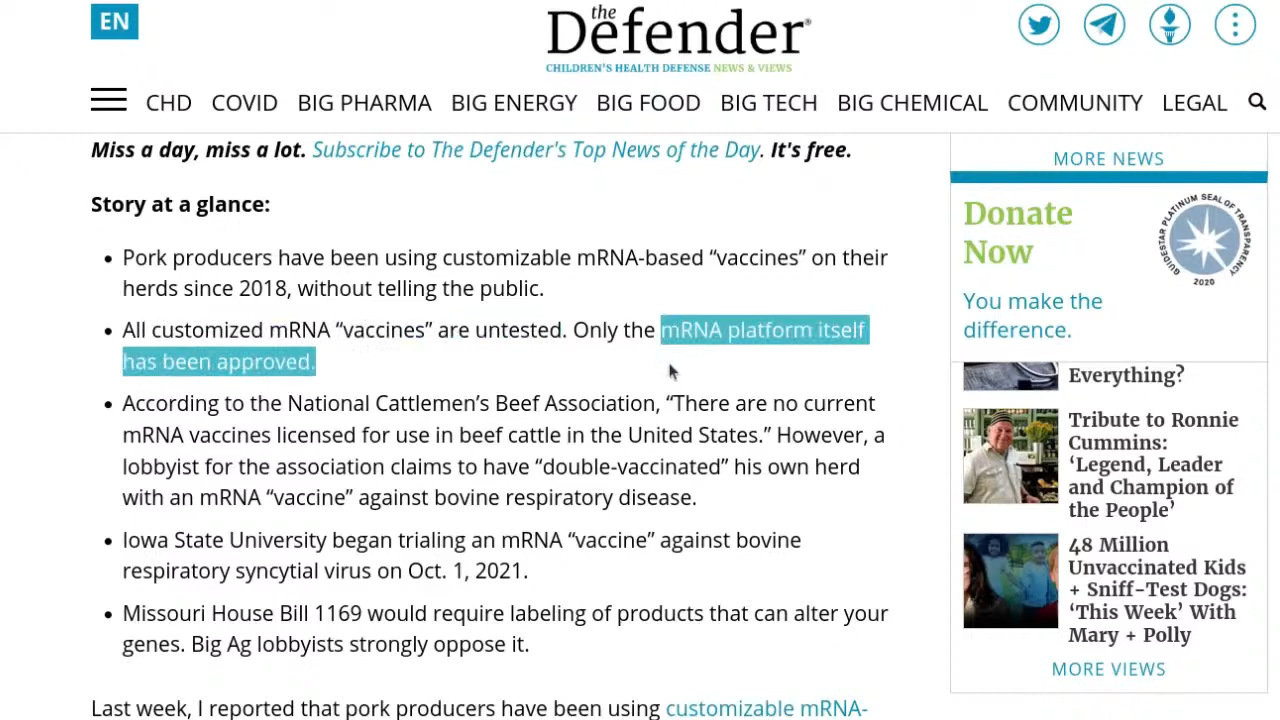 EN
the
Defender®
CHILDREN'S HEALTH DEFENSE NEWS & VIEWS
CHD COVID BIG PHARMA BIG ENERGY BIG FOOD BIG TECH BIG CHEMICAL COMMUNITY LEGAL
Miss a day, miss a lot. Subscribe to The Defender's Top News of the Day. It's free.
Story at a glance:
• Pork producers have been using customizable mRNA-based “vaccines” on their
herds since 2018, without telling the public.
• All customized mRNA “vaccines” are untested. Only the mRNA platform itself
has been approved.
• According to the National Cattlemen’s Beef Association, “There are no current
mRNA vaccines licensed for use in beef cattle in the United States.” However, a
lobbyist for the association claims to have “double-vaccinated” his own herd
with an mRNA “vaccine” against bovine respiratory disease.
• Iowa State University began trialing an mRNA “vaccine” against bovine
respiratory syncytial virus on Oct. 1, 2021.
• Missouri House Bill 1169 would require labeling of products that can alter your
genes. Big Ag lobbyists strongly oppose it.
Last week, I reported that pork producers have been using customizable mRNA-
MORE NEWS
Donate
Now
GUIDESTAR PLATINUM SEAL OF TRANSPARENCY
2020
You make the
difference.
Everything?
Tribute to Ronnie
Cummins:
‘Legend, Leader
and Champion of
the People’
48 Million
Unvaccinated Kids
+ Sniff-Test Dogs:
‘This Week’ With
Mary + Polly
MORE VIEWS